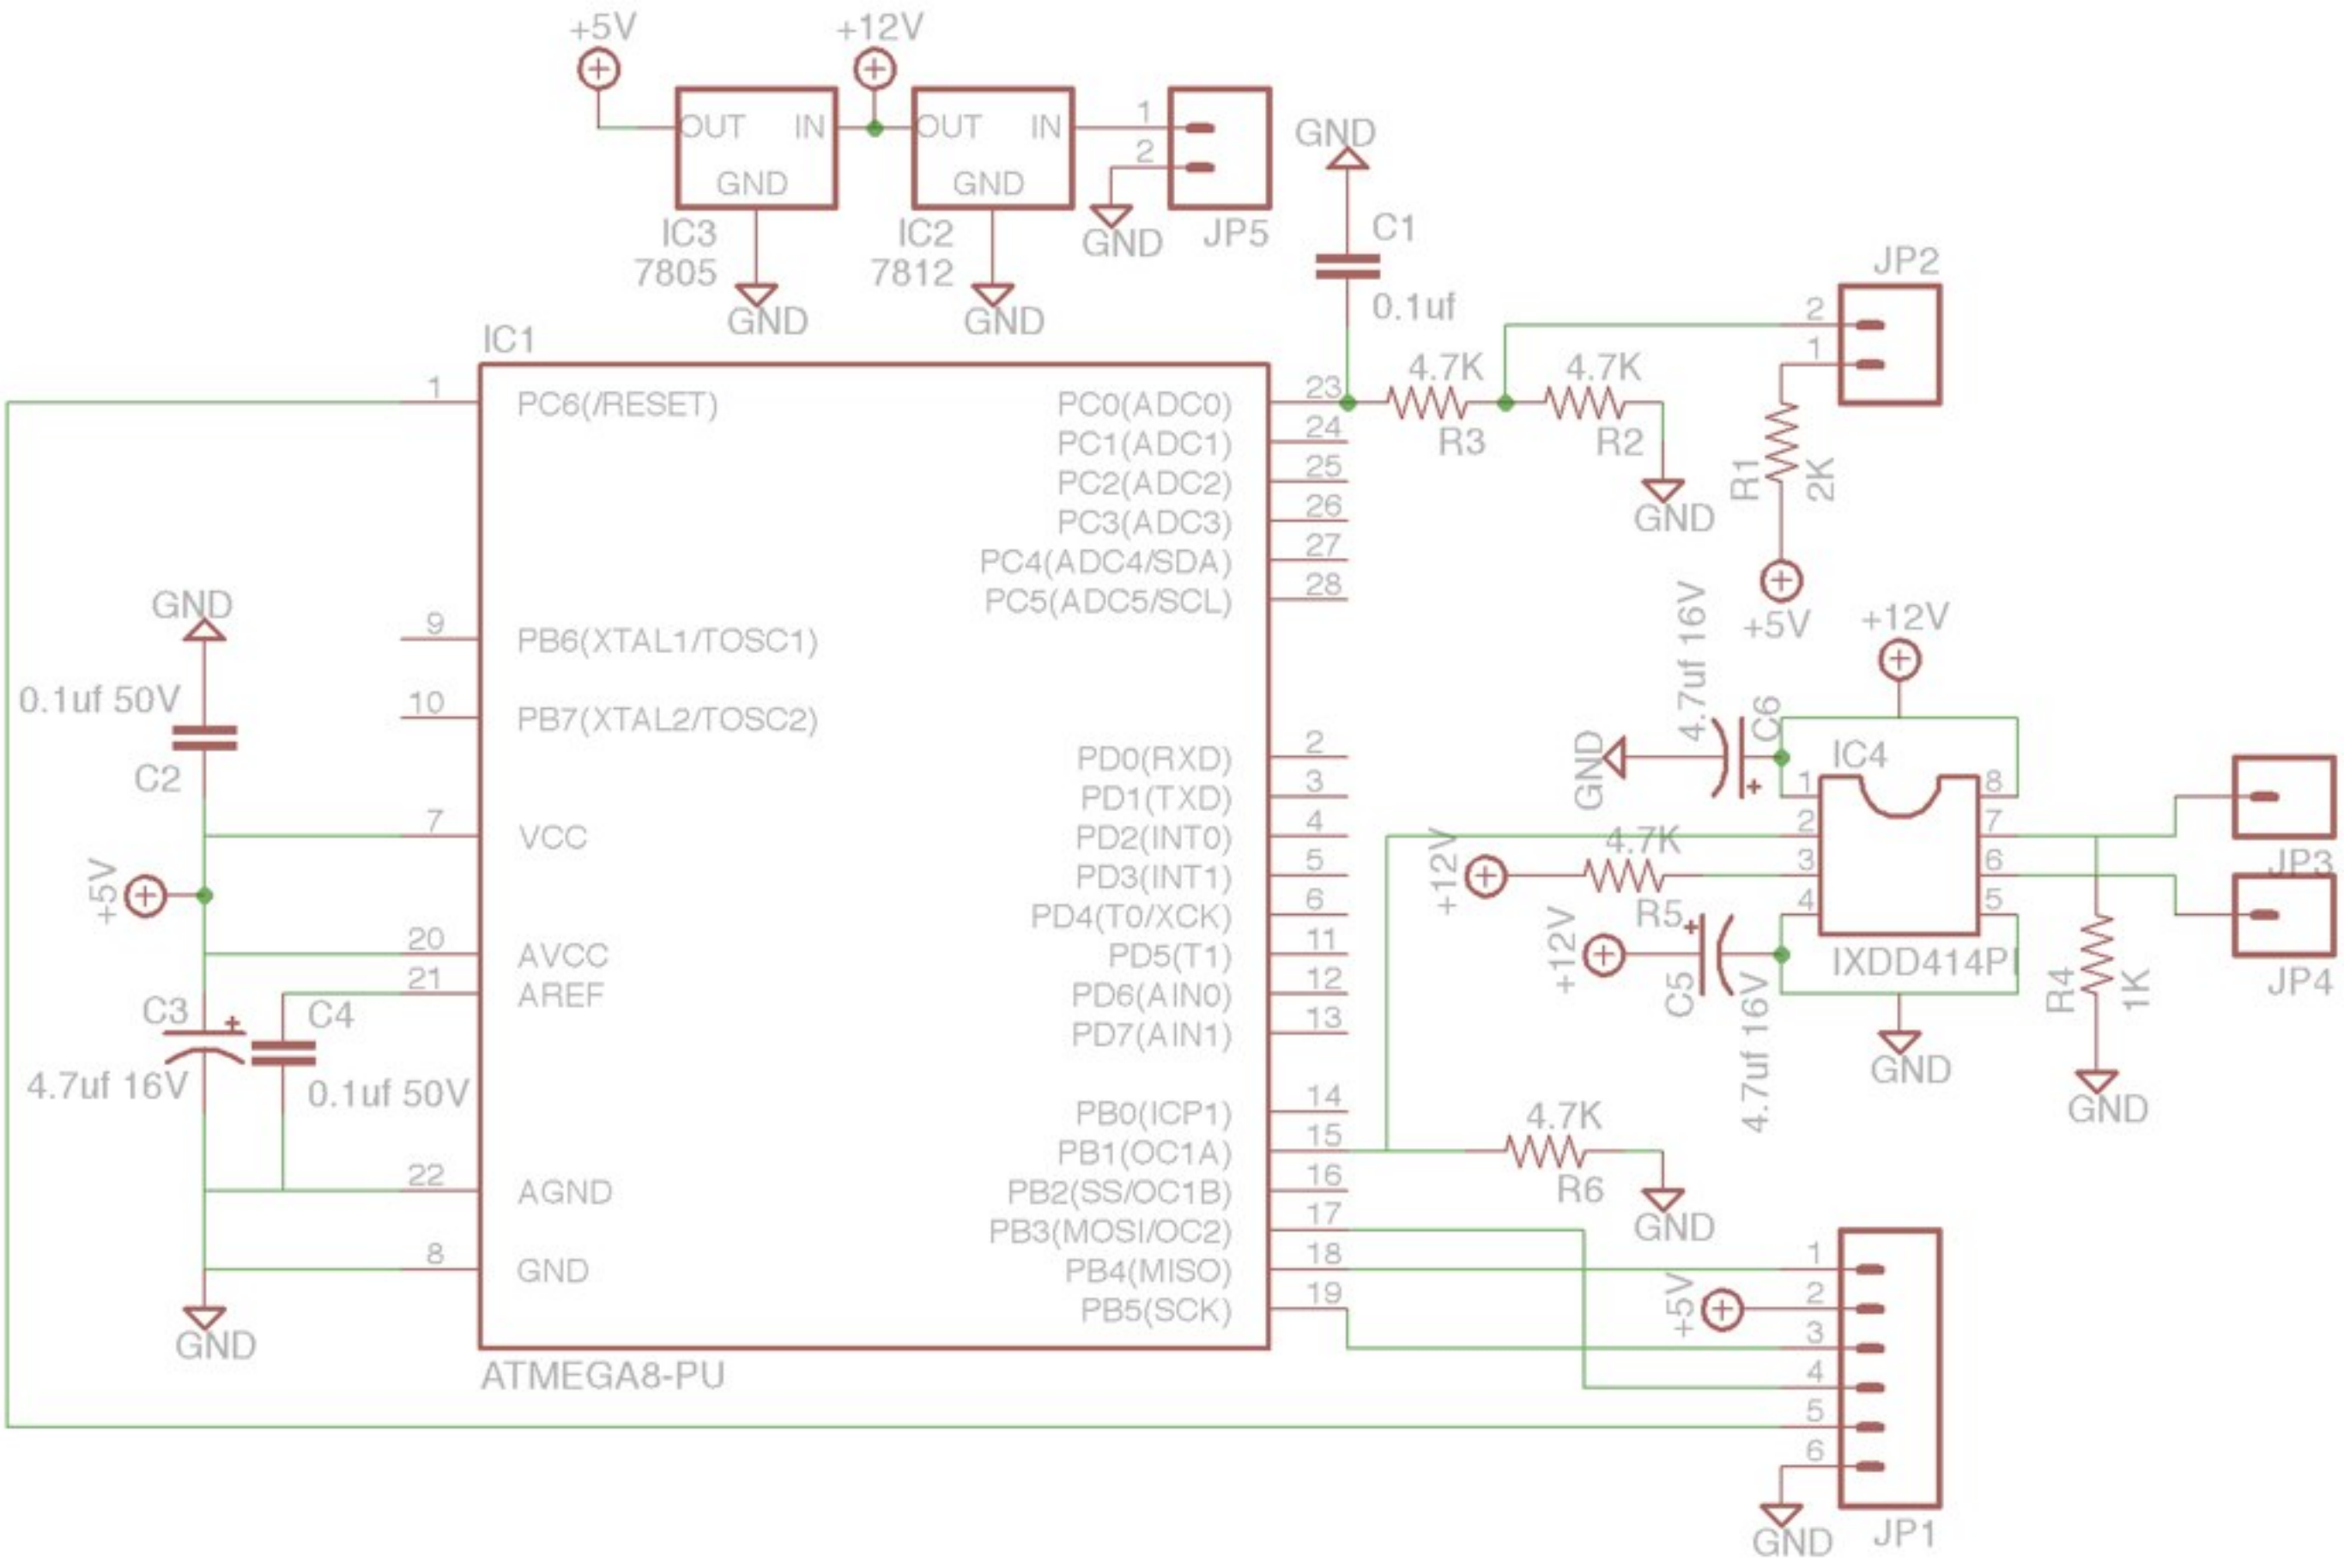 +5V
+12V
OUT IN
GND
IC3
7805
GND
OUT IN
GND
IC2
7812
GND
1
2
GND
JP5
GND
C1
0.1uf
JP2
2
1
4.7K
R3
4.7K
R2
GND
R1
2K
+5V
IC1
1
PC6(/RESET)
9
PB6(XTAL1/TOSC1)
10
PB7(XTAL2/TOSC2)
7
VCC
20
AVCC
21
AREF
22
AGND
8
GND
PC0(ADC0) 23
PC1(ADC1) 24
PC2(ADC2) 25
PC3(ADC3) 26
PC4(ADC4/SDA) 27
PC5(ADC5/SCL) 28
PD0(RXD) 2
PD1(TXD) 3
PD2(INT0) 4
PD3(INT1) 5
PD4(T0/XCK) 6
PD5(T1) 11
PD6(AIN0) 12
PD7(AIN1) 13
PB0(ICP1) 14
PB1(OC1A) 15
PB2(SS/OC1B) 16
PB3(MOSI/OC2) 17
PB4(MISO) 18
PB5(SCK) 19
ATMEGA8-PU
GND
0.1uf 50V
C2
+5V
C3
+
4.7uf 16V
C4
0.1uf 50V
GND
+12V
4.7uf 16V
C6
+
GND
IC4
1
2
3
4
8
7
6
5
IXDD414PI
+12V
4.7K
R5
+12V
+
C5
4.7uf 16V
GND
R4
1K
GND
JP3
JP4
4.7K
R6
GND
+5V
1
2
3
4
5
6
GND
JP1